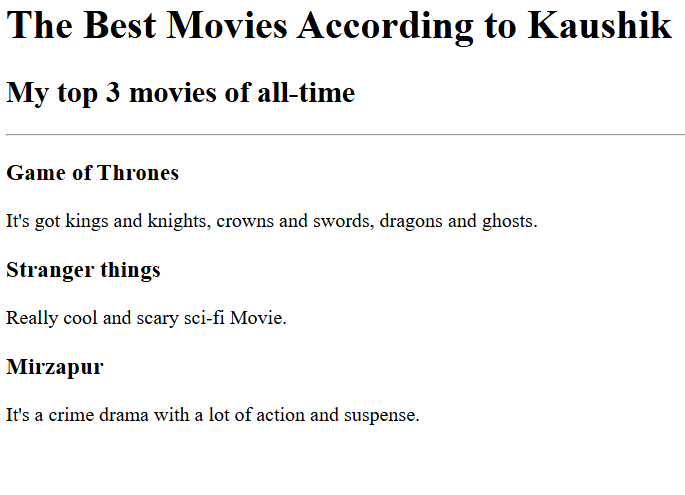 The Best Movies According to Kaushik
My top 3 movies of all-time
Game of Thrones
It's got kings and knights, crowns and swords, dragons and ghosts.
Stranger things
Really cool and scary sci-fi Movie.
Mirzapur
It's a crime drama with a lot of action and suspense.